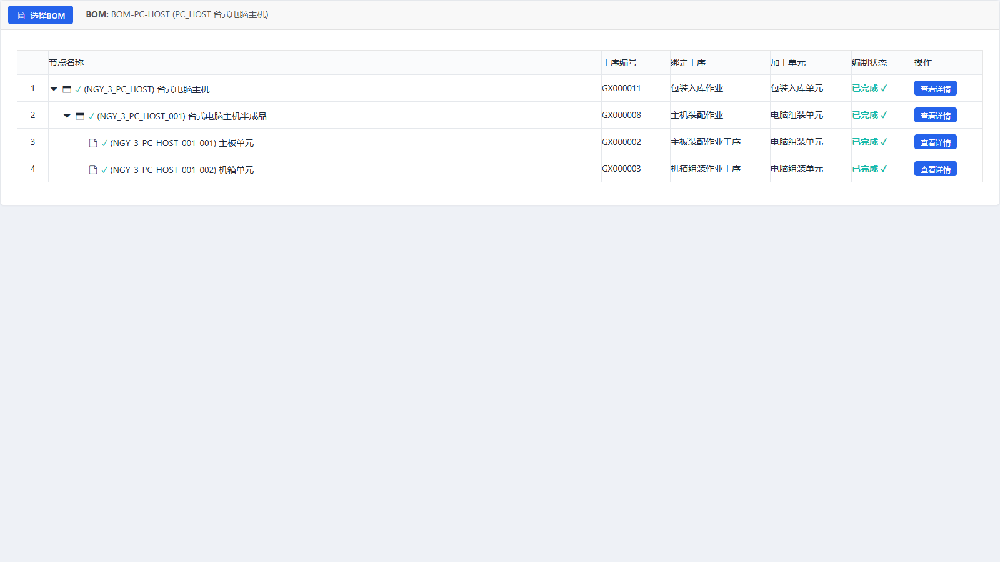 选择BOM BOM: BOM-PC-HOST (PC_HOST 台式电脑主机)
节点名称 工序编号 绑定工序 加工单元 编制状态 操作
1 ✓ (NGY_3_PC_HOST) 台式电脑主机 GX000011 包装入库作业 包装入库单元 已完成 ✓ 查看详情
2 ✓ (NGY_3_PC_HOST_001) 台式电脑主机半成品 GX000008 主机装配作业 电脑组装单元 已完成 ✓ 查看详情
3 ✓ (NGY_3_PC_HOST_001_001) 主板单元 GX000002 主板装配作业工序 电脑组装单元 已完成 ✓ 查看详情
4 ✓ (NGY_3_PC_HOST_001_002) 机箱单元 GX000003 机箱组装作业工序 电脑组装单元 已完成 ✓ 查看详情